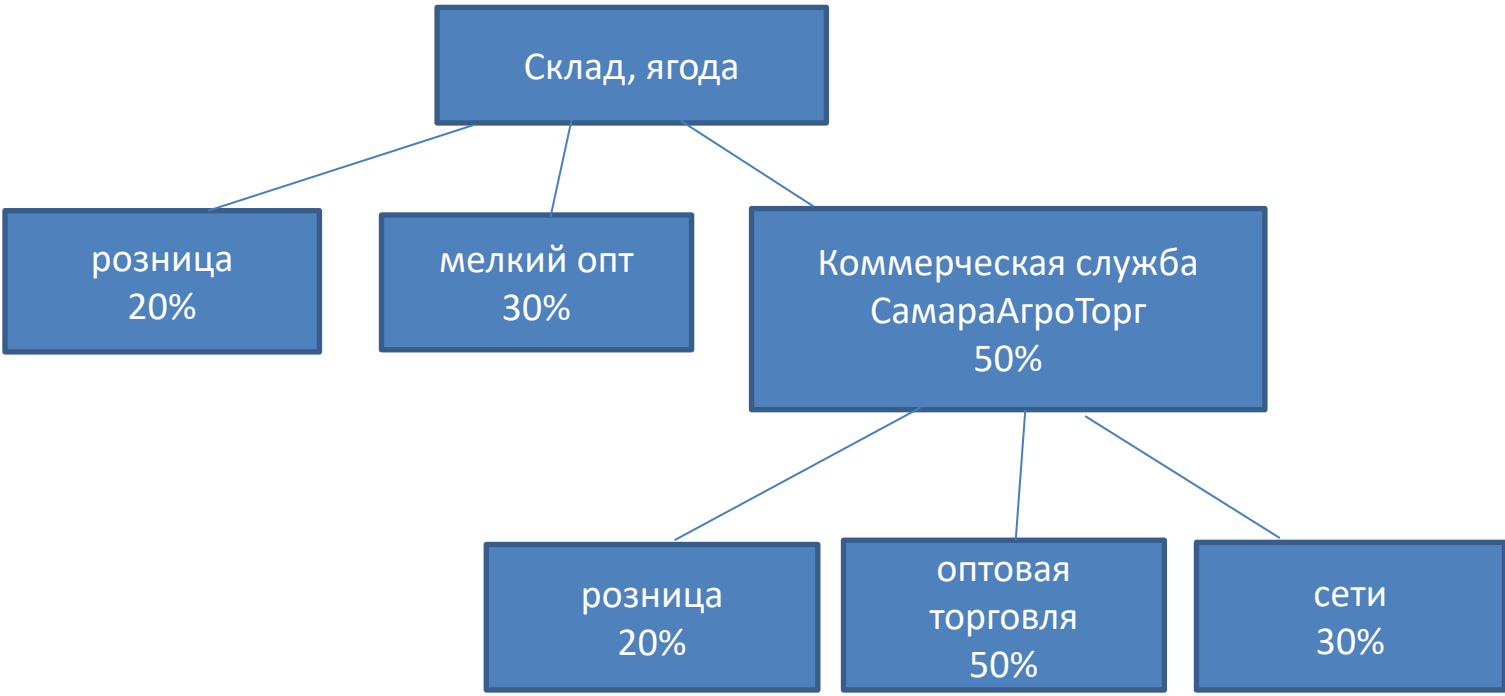 Склад, ягода
розница
20%
мелкий опт
30%
Коммерческая служба
СамараАгроТорг
50%
розница
20%
оптовая
торговля
50%
сети
30%